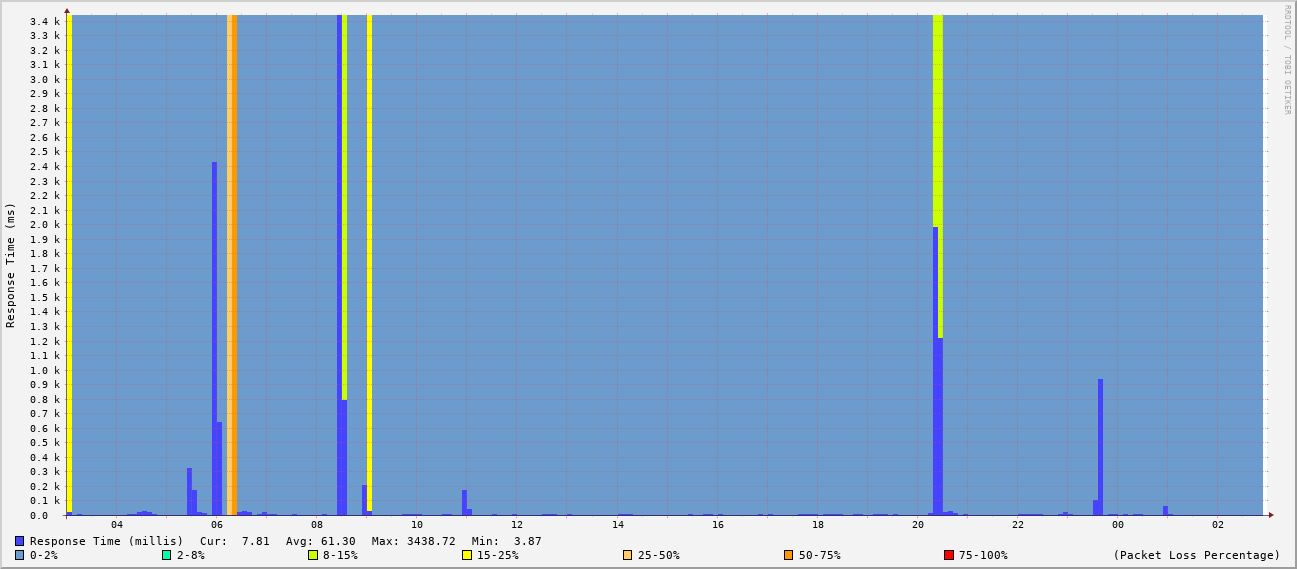 RRDTOOL / TOBI OETIKER
Response Time (ms)
3.4 k
3.3 k
3.2 k
3.1 k
3.0 k
2.9 k
2.8 k
2.7 k
2.6 k
2.5 k
2.4 k
2.3 k
2.2 k
2.1 k
2.0 k
1.9 k
1.8 k
1.7 k
1.6 k
1.5 k
1.4 k
1.3 k
1.2 k
1.1 k
1.0 k
0.9 k
0.8 k
0.7 k
0.6 k
0.5 k
0.4 k
0.3 k
0.2 k
0.1 k
0.0
04 06 08 10 12 14 16 18 20 22 00 02
Response Time (millis) Cur: 7.81 Avg: 61.30 Max: 3438.72 Min: 3.87
0-2% 2-8% 8-15% 15-25% 25-50% 50-75% 75-100% (Packet Loss Percentage)